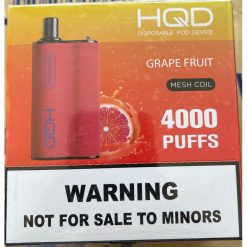 HQD
DISPOSABLE POD DEVICE
GRAPE FRUIT
MESH COIL
HQD
4000
PUFFS
WARNING
NOT FOR SALE TO MINORS